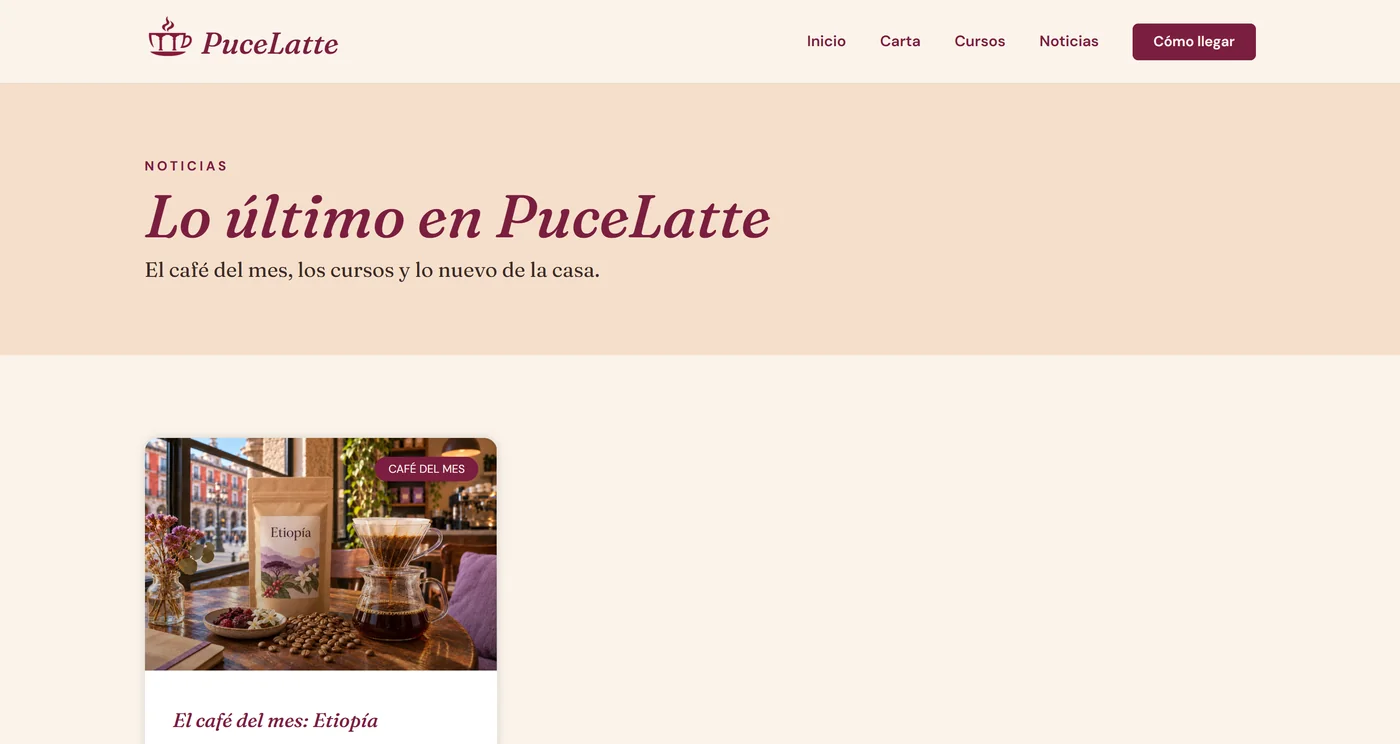 PuceLatte
Inicio
Carta
Cursos
Noticias
Cómo llegar
NOTICIAS
Lo último en PuceLatte
El café del mes, los cursos y lo nuevo de la casa.
CAFÉ DEL MES
Etiopía
El café del mes: Etiopía